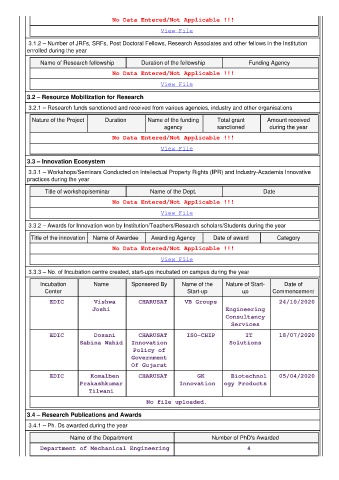 No Data Entered/Not Applicable !!!
View File
3.1.2 – Number of JRFs, SRFs, Post Doctoral Fellows, Research Associates and other fellows in the Institution
enrolled during the year
Name of Research fellowship Duration of the fellowship Funding Agency
No Data Entered/Not Applicable !!!
View File
3.2 – Resource Mobilization for Research
3.2.1 – Research funds sanctioned and received from various agencies, industry and other organisations
Nature of the Project Duration Name of the funding agency Total grant sanctioned Amount received during the year
No Data Entered/Not Applicable !!!
View File
3.3 – Innovation Ecosystem
3.3.1 – Workshops/Seminars Conducted on Intellectual Property Rights (IPR) and Industry-Academia Innovative
practices during the year
Title of workshop/seminar Name of the Dept. Date
No Data Entered/Not Applicable !!!
View File
3.3.2 – Awards for Innovation won by Institution/Teachers/Research scholars/Students during the year
Title of the innovation Name of Awardee Awarding Agency Date of award Category
No Data Entered/Not Applicable !!!
View File
3.3.3 – No. of Incubation centre created, start-ups incubated on campus during the year
Incubation Center Name Sponsered By Name of the Start-up Nature of Start-up Date of Commencement
EDIC Vishwa Joshi CHARUSAT VB Groups Engineering Consultancy Services 24/10/2020
EDIC Dosani Sabina Wahid CHARUSAT Innovation Policy of Government Of Gujarat ISO-CHIP IT Solutions 18/07/2020
EDIC Komalben Prakashkumar Tilwani CHARUSAT GK Innovation Biotechnology Products 05/04/2020
No file uploaded.
3.4 – Research Publications and Awards
3.4.1 – Ph. Ds awarded during the year
Name of the Department Number of PhD's Awarded
Department of Mechanical Engineering 4